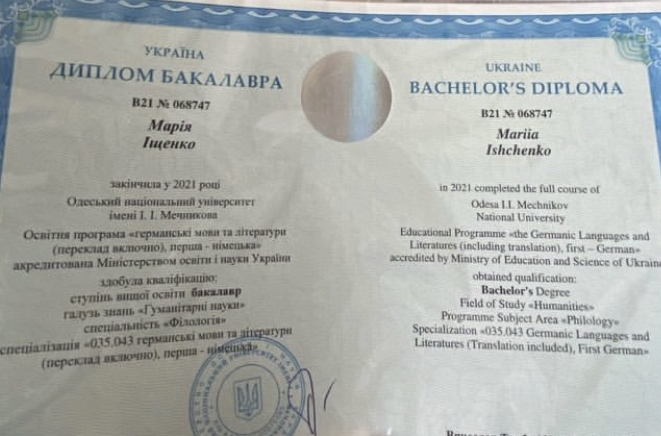 УКРАЇНА
ДИПЛОМ БАКАЛАВРА
В21 № 068747
Марія
Іщенко
закінчила у 2021 році
Одеський національний університет
імені І. І. Мечникова
Освітня програма «германські мови та літератури
(переклад включно), перша - німецька»
акредитована Міністерством освіти і науки України
здобула кваліфікацію:
ступінь вищої освіти бакалавр
галузь знань «Гуманітарні науки»
спеціальність «Філологія»
спеціалізація «035.043 германські мови та літератури
(переклад включно), перша - німецька»
UKRAINE
BACHELOR'S DIPLOMA
B21 № 068747
Mariia
Ishchenko
in 2021 completed the full course of
Odesa I.I. Mechnikov
National University
Educational Programme «the Germanic Languages and
Literatures (including translation), first – German»
accredited by Ministry of Education and Science of Ukraine
obtained qualification:
Bachelor's Degree
Field of Study «Humanities»
Programme Subject Area «Philology»
Specialization «035.043 Germanic Languages and
Literatures (Translation included), First German»